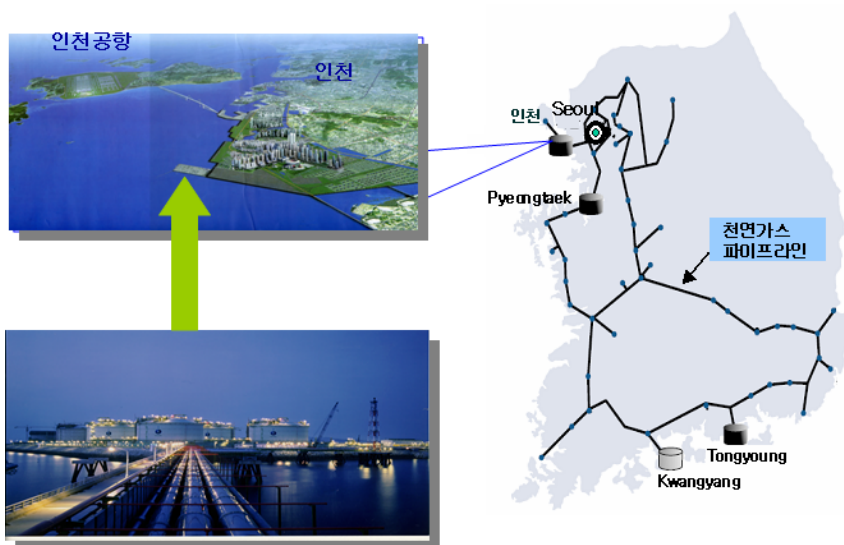 인천공항
인천
인천
Seoul
Pyeongtaek
천연가스
파이프라인
Tongyoung
Kwangyang